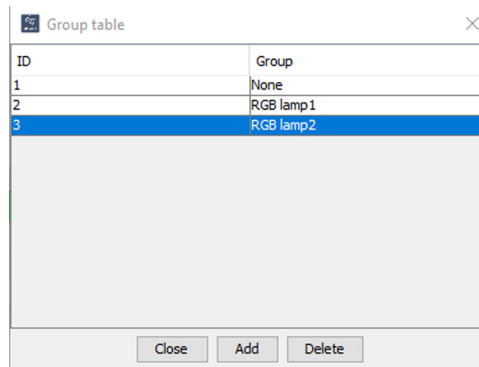 Group table
ID Group
1 None
2 RGB lamp1
3 RGB lamp2
Close Add Delete